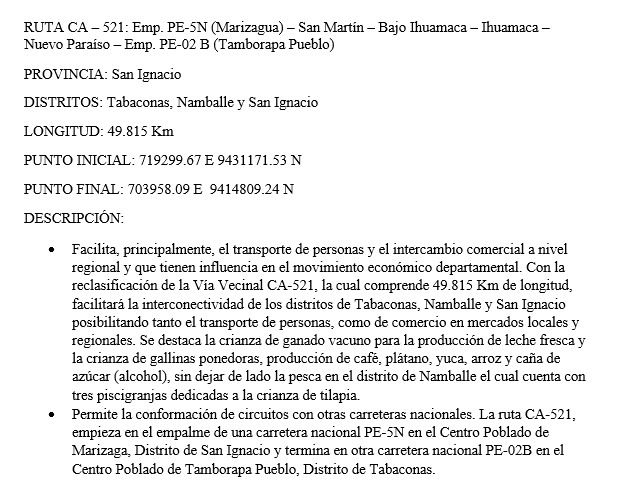 RUTA CA – 521: Emp. PE-5N (Marizagua) – San Martín – Bajo Ihuamaca – Ihuamaca –
Nuevo Paraíso – Emp. PE-02 B (Tamborapa Pueblo)
PROVINCIA: San Ignacio
DISTRITOS: Tabaconas, Namballe y San Ignacio
LONGITUD: 49.815 Km
PUNTO INICIAL: 719299.67 E 9431171.53 N
PUNTO FINAL: 703958.09 E  9414809.24 N
DESCRIPCIÓN:
• Facilita, principalmente, el transporte de personas y el intercambio comercial a nivel
regional y que tienen influencia en el movimiento económico departamental. Con la
reclasificación de la Vía Vecinal CA-521, la cual comprende 49.815 Km de longitud,
facilitará la interconectividad de los distritos de Tabaconas, Namballe y San Ignacio
posibilitando tanto el transporte de personas, como de comercio en mercados locales y
regionales. Se destaca la crianza de ganado vacuno para la producción de leche fresca y
la crianza de gallinas ponedoras, producción de café, plátano, yuca, arroz y caña de
azúcar (alcohol), sin dejar de lado la pesca en el distrito de Namballe el cual cuenta con
tres piscigranjas dedicadas a la crianza de tilapia.
• Permite la conformación de circuitos con otras carreteras nacionales. La ruta CA-521,
empieza en el empalme de una carretera nacional PE-5N en el Centro Poblado de
Marizaga, Distrito de San Ignacio y termina en otra carretera nacional PE-02B en el
Centro Poblado de Tamborapa Pueblo, Distrito de Tabaconas.